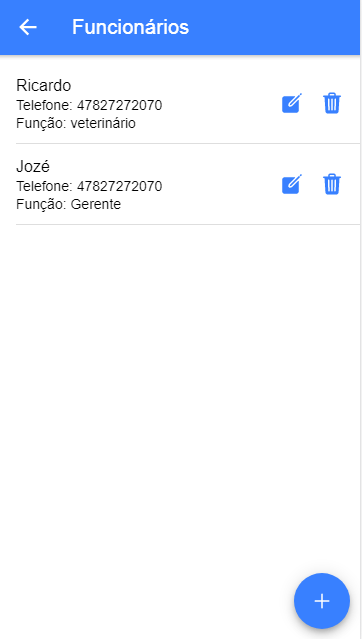 Funcionários
Ricardo
Telefone: 47827272070
Função: veterinário
Jozé
Telefone: 47827272070
Função: Gerente